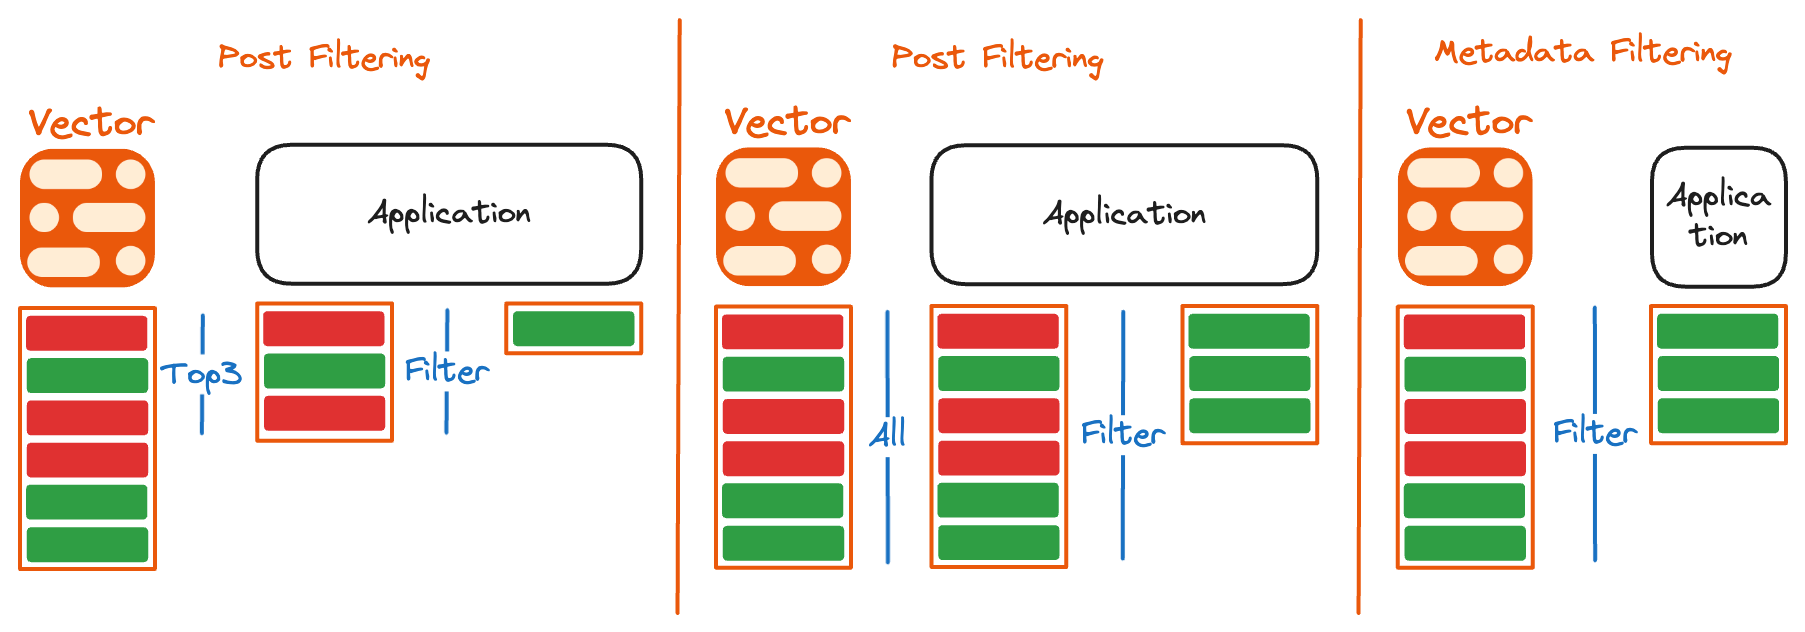 Post Filtering
Vector
Application
Top3
Filter
Post Filtering
Vector
Application
All
Filter
Metadata Filtering
Vector
Applica
tion
Filter